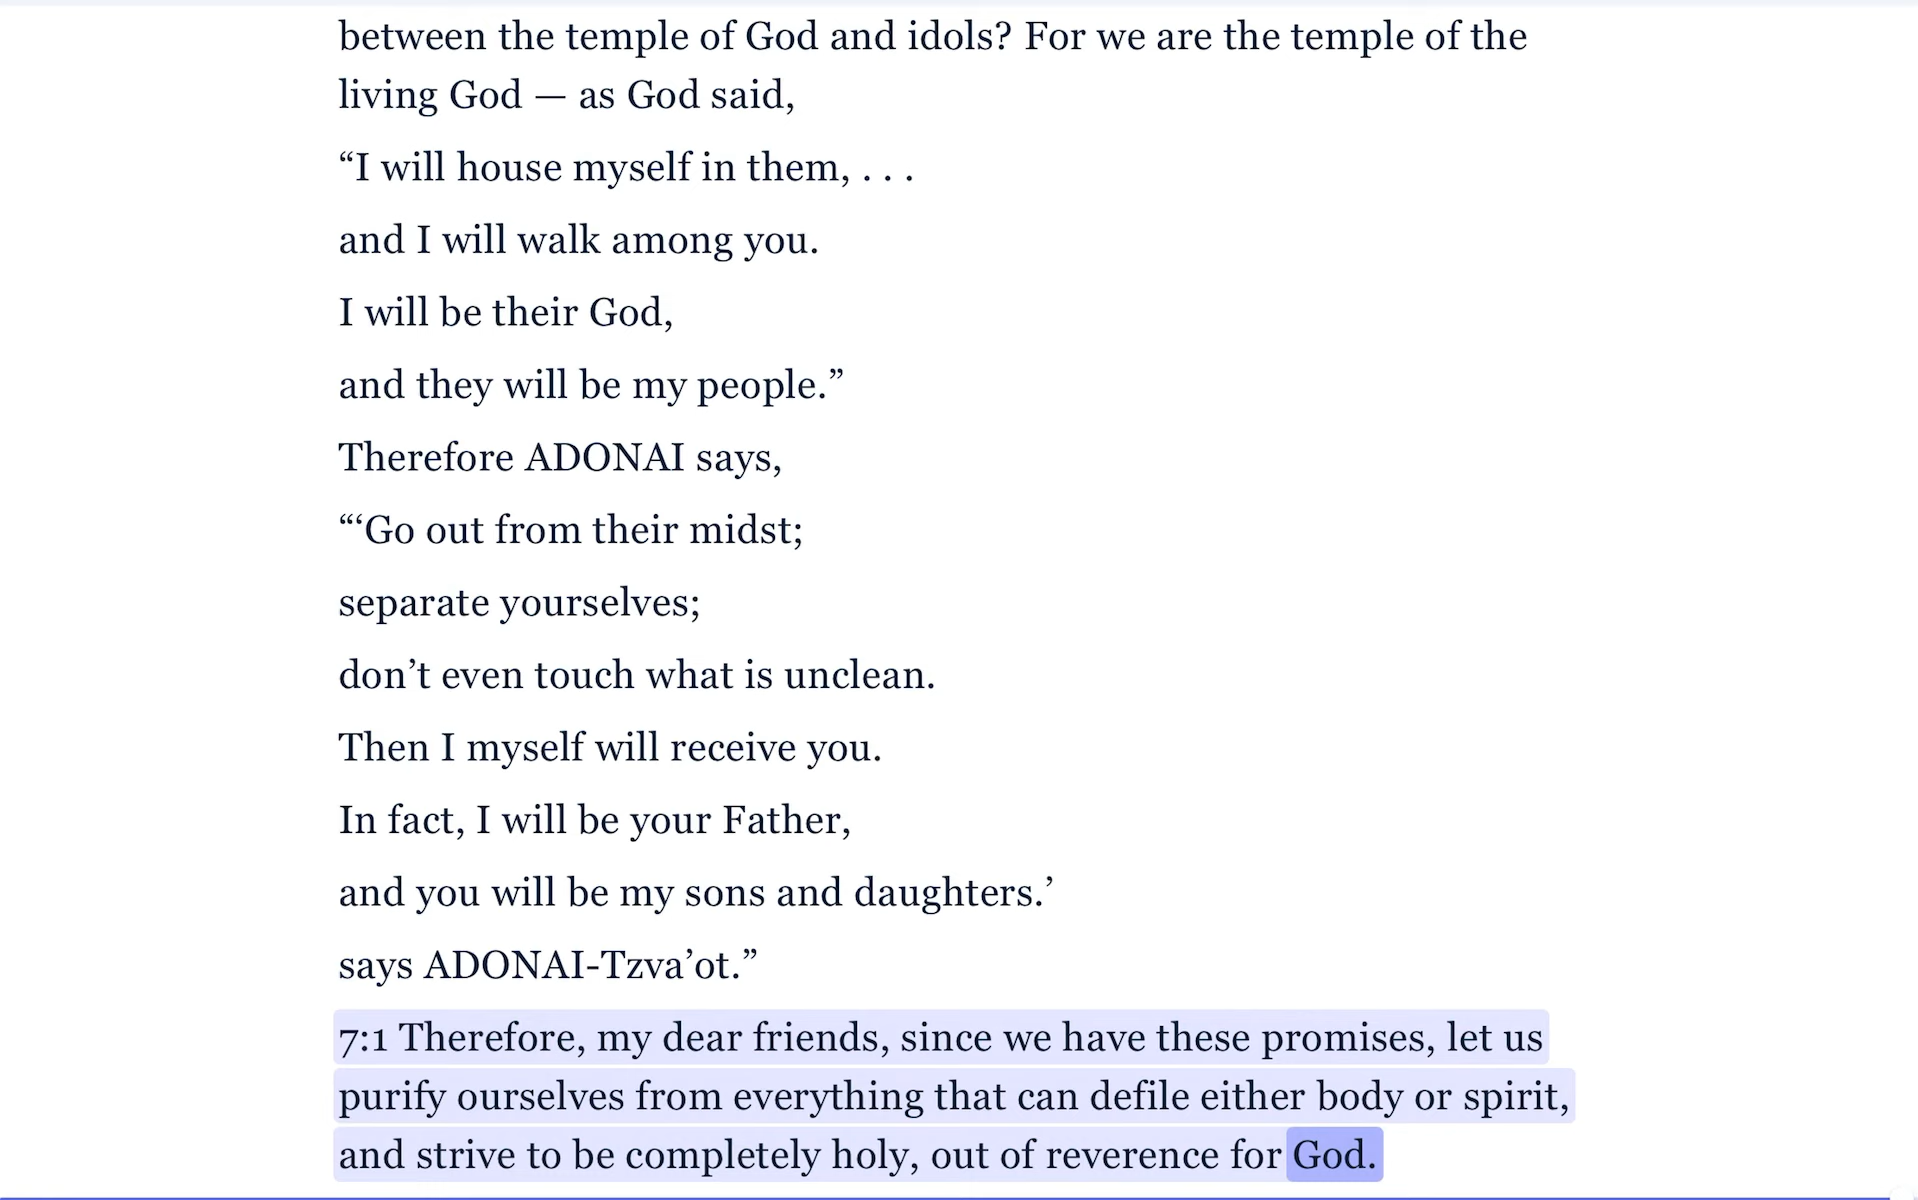 between the temple of God and idols? For we are the temple of the
living God — as God said,
“I will house myself in them, . . .
and I will walk among you.
I will be their God,
and they will be my people.”
Therefore ADONAI says,
“‘Go out from their midst;
separate yourselves;
don’t even touch what is unclean.
Then I myself will receive you.
In fact, I will be your Father,
and you will be my sons and daughters.’
says ADONAI-Tzva’ot.”
7:1 Therefore, my dear friends, since we have these promises, let us
purify ourselves from everything that can defile either body or spirit,
and strive to be completely holy, out of reverence for God.